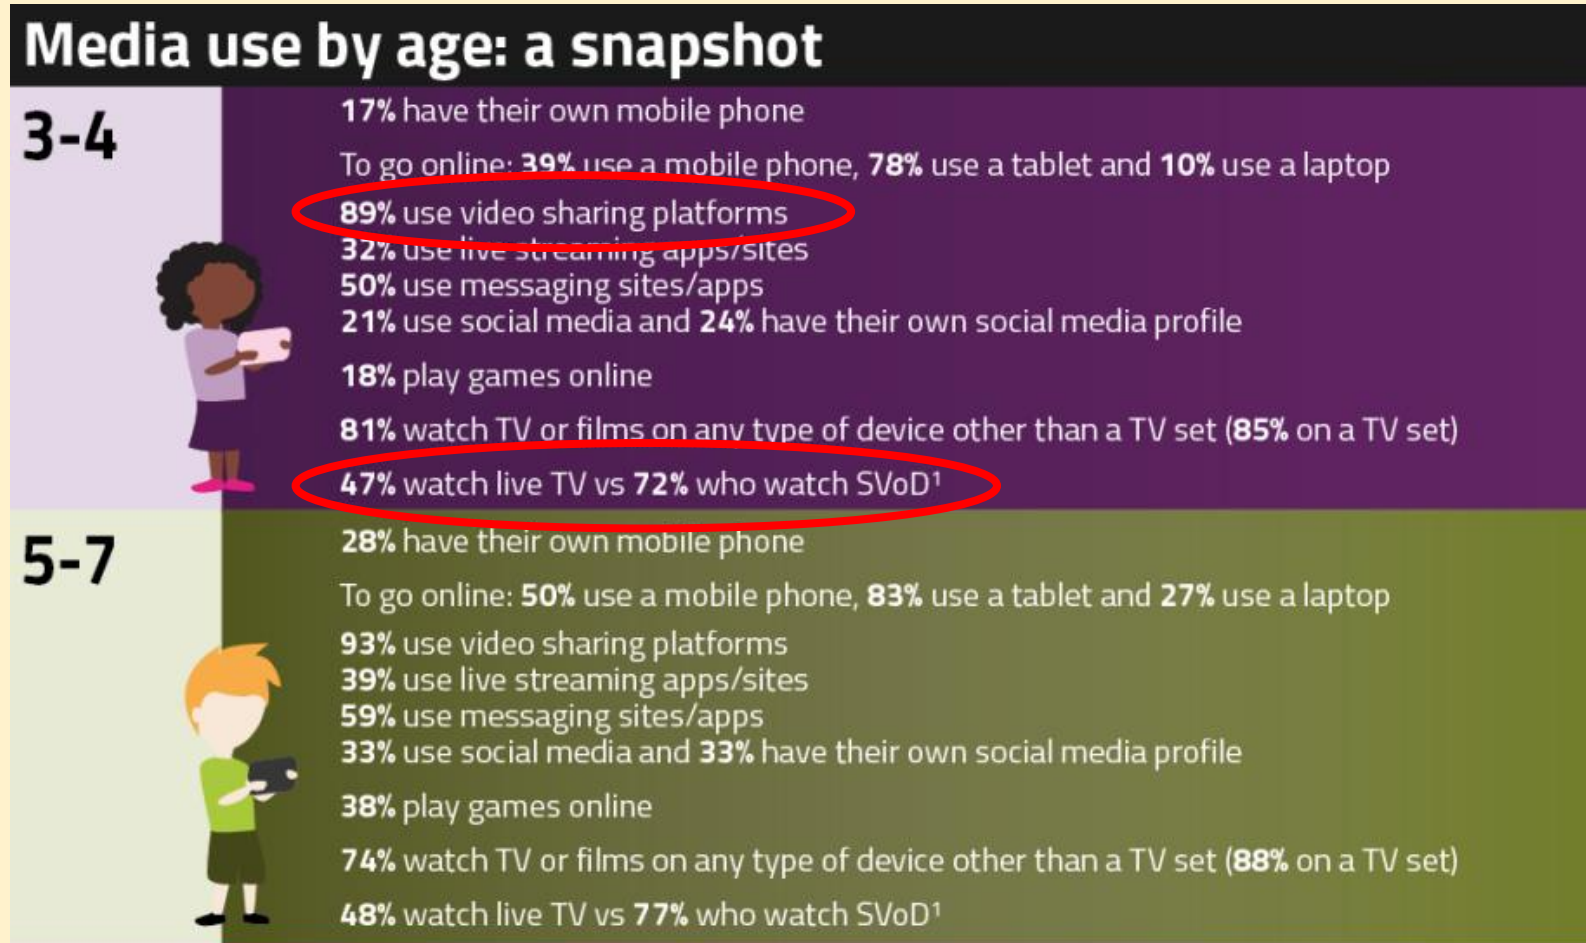 Media use by age: a snapshot
3-4
17% have their own mobile phone
To go online: 39% use a mobile phone, 78% use a tablet and 10% use a laptop
89% use video sharing platforms
32% use live streaming apps/sites
50% use messaging sites/apps
21% use social media and 24% have their own social media profile
18% play games online
81% watch TV or films on any type of device other than a TV set (85% on a TV set)
47% watch live TV vs 72% who watch SVoD¹
5-7
28% have their own mobile phone
To go online: 50% use a mobile phone, 83% use a tablet and 27% use a laptop
93% use video sharing platforms
39% use live streaming apps/sites
59% use messaging sites/apps
33% use social media and 33% have their own social media profile
38% play games online
74% watch TV or films on any type of device other than a TV set (88% on a TV set)
48% watch live TV vs 77% who watch SVoD¹